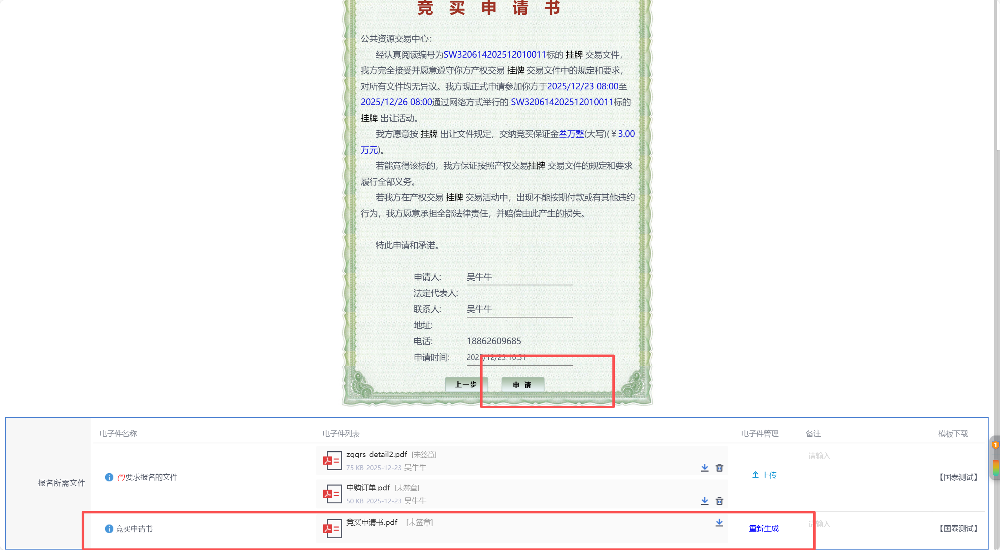 竞买申请书
公共资源交易中心：
经认真阅读编号为SW320614202512010011标的 挂牌 交易文件，
我方完全接受并愿意遵守你方产权交易 挂牌 交易文件中的规定和要求，
对所有文件均无异议。我方现正式申请参加你方于2025/12/23 08:00至
2025/12/26 08:00通过网络方式举行的 SW320614202512010011标的
挂牌 出让活动。
我方愿意按 挂牌 出让文件规定，交纳竞买保证金叁万整(大写)(￥3.00
万元)。
若能竞得该标的，我方保证按照产权交易挂牌 交易文件的规定和要求
履行全部义务。
若我方在产权交易 挂牌 交易活动中，出现不能按期付款或有其他违约
行为，我方愿意承担全部法律责任，并赔偿由此产生的损失。
特此申请和承诺。
申请人: 吴牛牛
法定代表人:
联系人: 吴牛牛
地址:
电话: 18862609685
申请时间: 2025/12/23 10:51
上一步 申 请
电子件名称 电子件列表 电子件管理 备注 模板下载
报名所需文件
(*)要求报名的文件
zqqrs_detail2.pdf [未签章]
75 KB 2025-12-23 吴牛牛
申购订单.pdf [未签章]
50 KB 2025-12-23 吴牛牛
上传
请输入
【国泰测试】
竞买申请书
竞买申请书.pdf [未签章]
重新生成
请输入
【国泰测试】
1